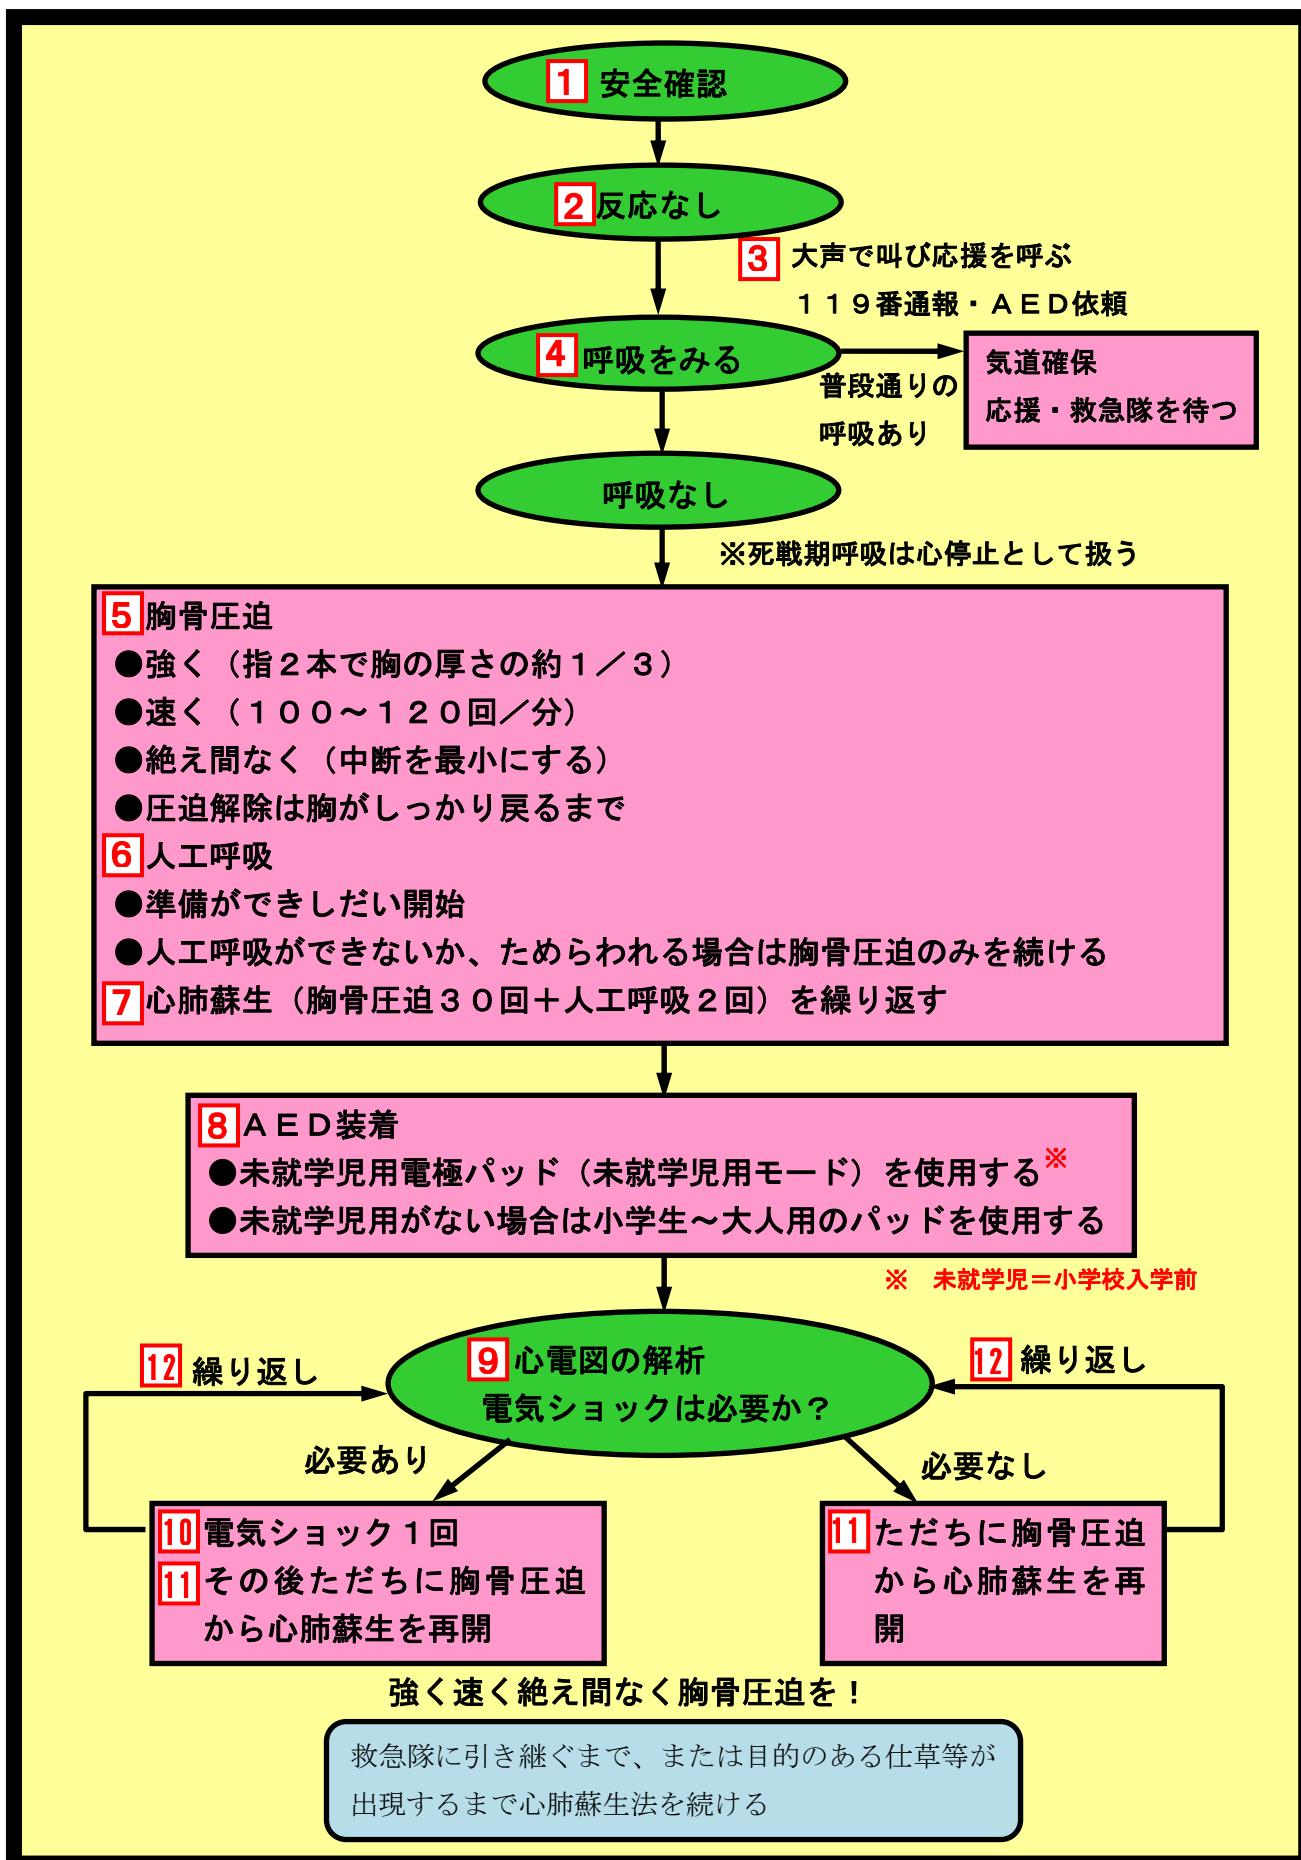 1 安全確認
2 反応なし
3 大声で叫び応援を呼ぶ
119番通報・AED依頼
4 呼吸をみる
普段通りの
呼吸あり
気道確保
応援・救急隊を待つ
呼吸なし
※死戦期呼吸は心停止として扱う
5 胸骨圧迫
●強く（指2本で胸の厚さの約1／3）
●速く（100～120回／分）
●絶え間なく（中断を最小にする）
●圧迫解除は胸がしっかり戻るまで
6 人工呼吸
●準備ができしだい開始
●人工呼吸ができないか、ためらわれる場合は胸骨圧迫のみを続ける
7 心肺蘇生（胸骨圧迫30回＋人工呼吸2回）を繰り返す
8 AED装着
●未就学児用電極パッド（未就学児用モード）を使用する※
●未就学児用がない場合は小学生～大人用のパッドを使用する
※　未就学児＝小学校入学前
9 心電図の解析
電気ショックは必要か？
12 繰り返し
12 繰り返し
必要あり
必要なし
10 電気ショック1回
11 その後ただちに胸骨圧迫
から心肺蘇生を再開
11 ただちに胸骨圧迫
から心肺蘇生を再
開
強く速く絶え間なく胸骨圧迫を！
救急隊に引き継ぐまで、または目的のある仕草等が
出現するまで心肺蘇生法を続ける